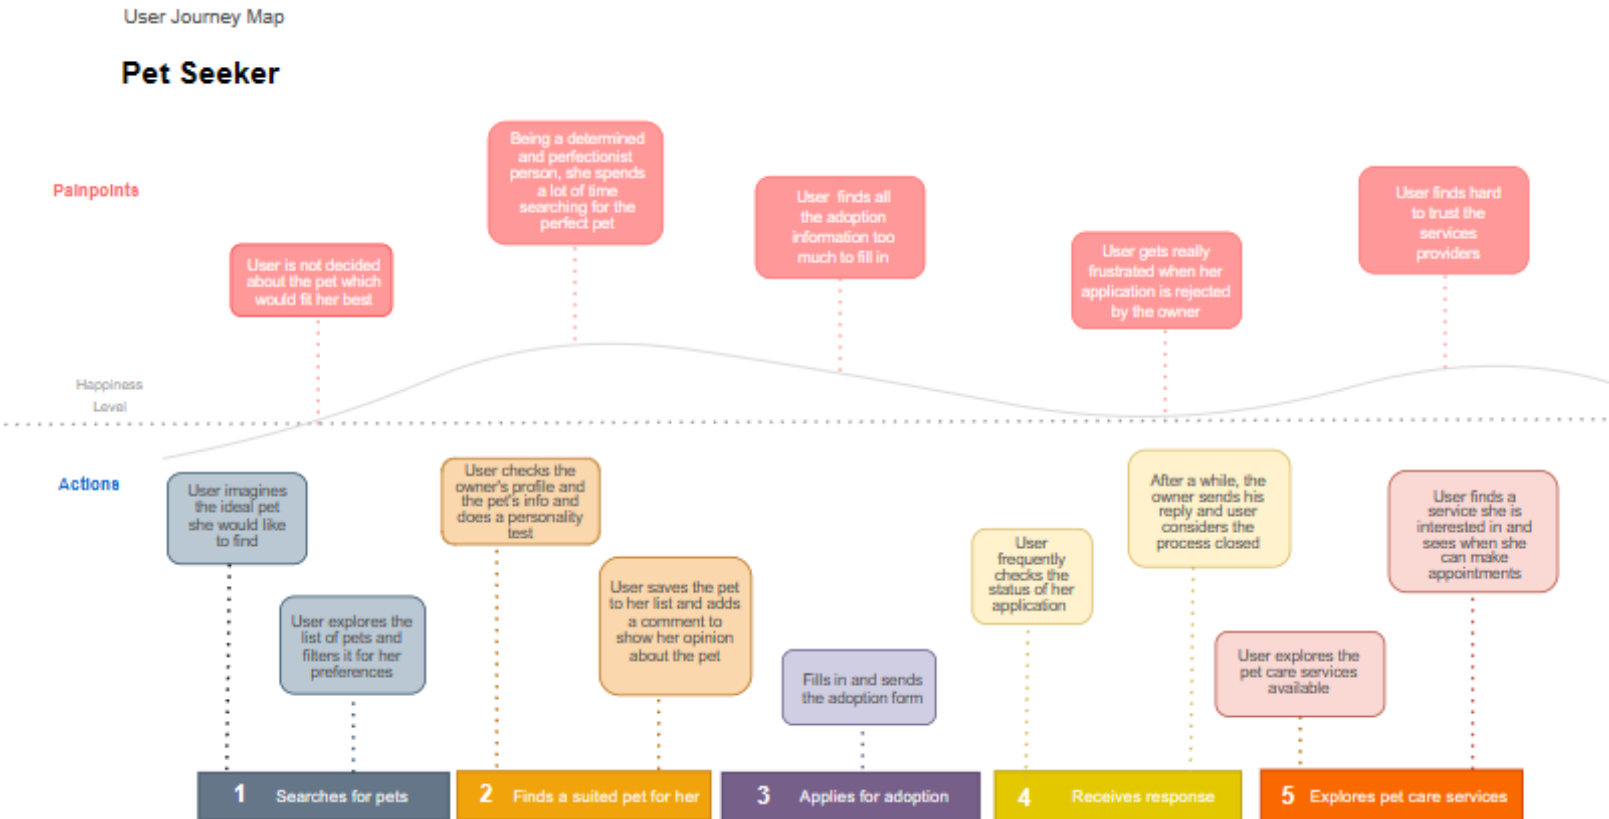 User Journey Map
Pet Seeker
Painpoints
Being a determined
and perfectionist
person, she spends
a lot of time
searching for the
perfect pet
User finds all
the adoption
information too
much to fill in
User finds hard
to trust the
services
providers
User is not decided
about the pet which
would fit her best
User gets really
frustrated when her
application is rejected
by the owner
Happiness
Level
Actions
User imagines
the ideal pet
she would like
to find
User explores the
list of pets and
filters it for her
preferences
User checks the
owner's profile and
the pet's info and
does a personality
test
User saves the pet
to her list and adds
a comment to
show her opinion
about the pet
Fills in and sends
the adoption form
User
frequently
checks the
status of her
application
After a while, the
owner sends his
reply and user
considers the
process closed
User explores the
pet care services
available
User finds a
service she is
interested in and
sees when she
can make
appointments
1 Searches for pets
2 Finds a suited pet for her
3 Applies for adoption
4 Receives response
5 Explores pet care services